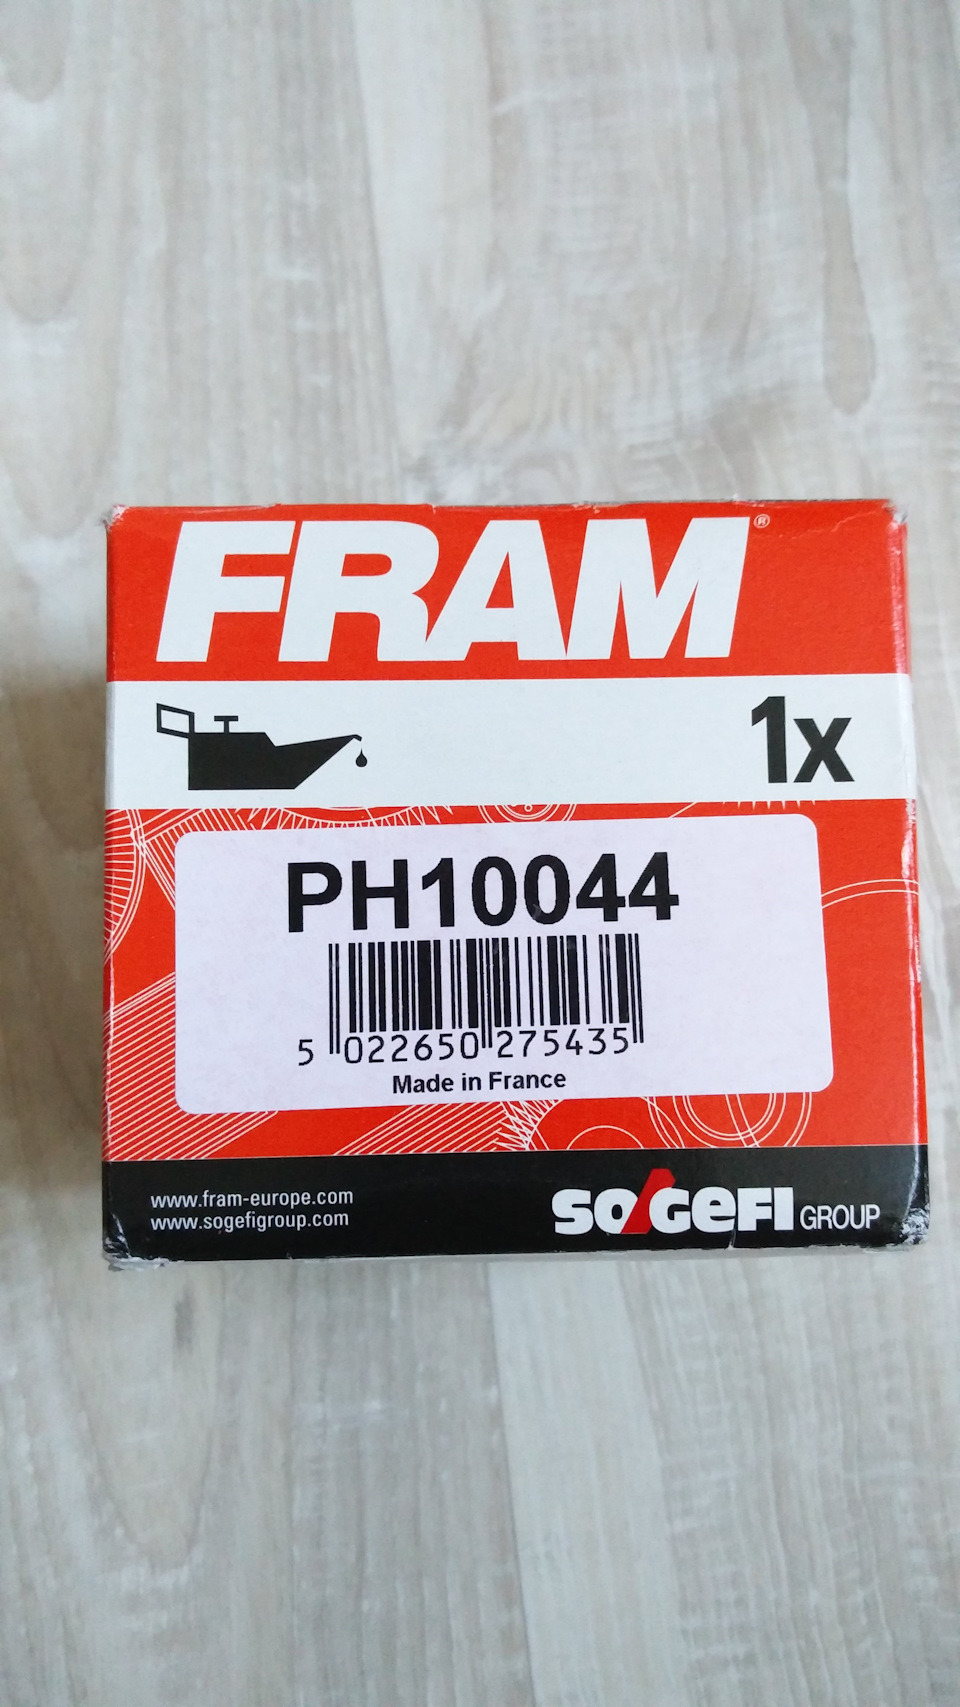 FRAM®
1x
PH10044
5 022650 275435
Made in France
www.fram-europe.com
www.sogefigroup.com
SOGEFI GROUP